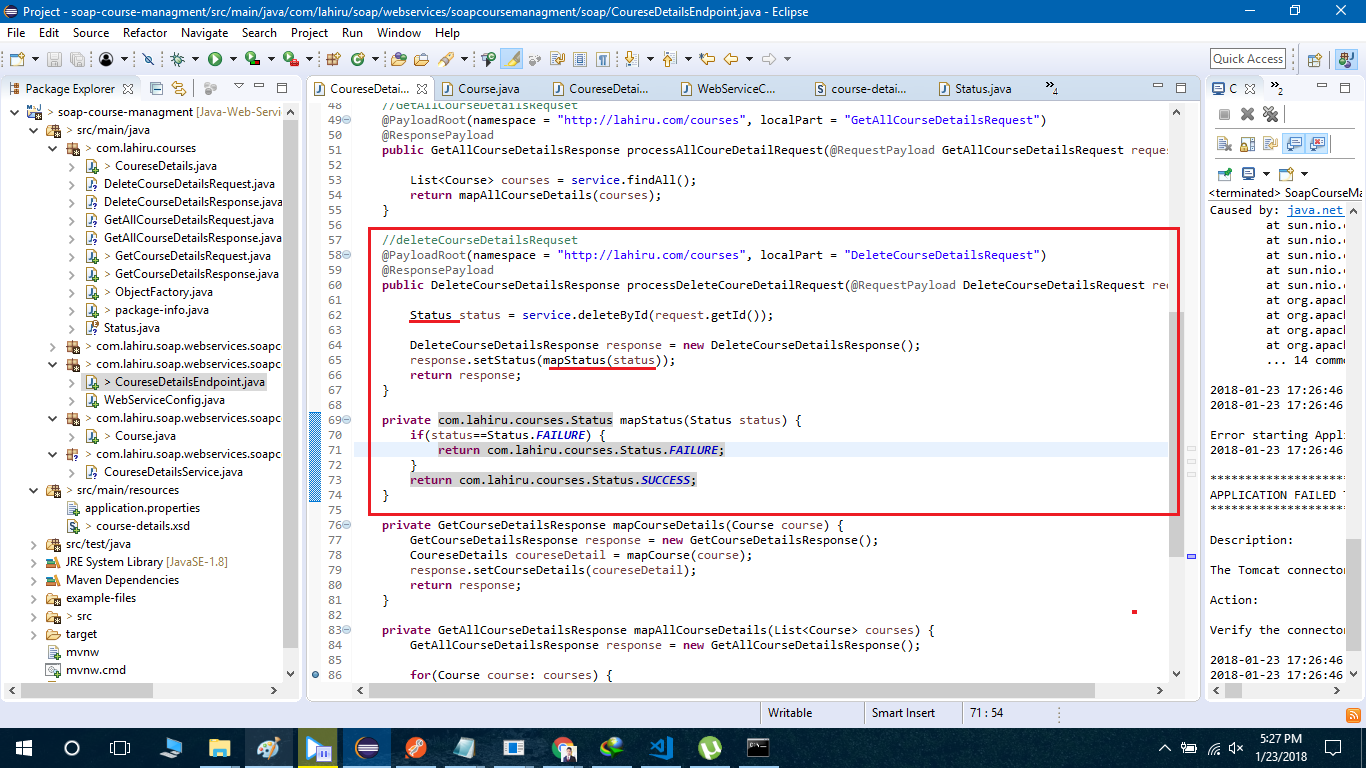 Project - soap-course-managment/src/main/java/com/lahiru/soap/webservices/soapcoursemanagment/soap/CoureseDetailsEndpoint.java - Eclipse
File Edit Source Refactor Navigate Search Project Run Window Help
Quick Access
Package Explorer
soap-course-managment [Java-Web-Servi
> src/main/java
> com.lahiru.courses
> CoureseDetails.java
DeleteCourseDetailsRequest.java
DeleteCourseDetailsResponse.java
GetAllCourseDetailsRequest.java
GetAllCourseDetailsResponse.java
> GetCourseDetailsRequest.java
> GetCourseDetailsResponse.java
> ObjectFactory.java
> package-info.java
Status.java
> com.lahiru.soap.webservices.soapc
> com.lahiru.soap.webservices.soapc
> CoureseDetailsEndpoint.java
WebServiceConfig.java
> com.lahiru.soap.webservices.soapc
> Course.java
> com.lahiru.soap.webservices.soapc
CoureseDetailsService.java
> src/main/resources
application.properties
> course-details.xsd
src/test/java
JRE System Library [JavaSE-1.8]
Maven Dependencies
example-files
> src
target
mvnw
mvnw.cmd
CoureseDetai... Course.java CoureseDetai... WebServiceC... course-detai... Status.java »4
48 //GetAllCourseDetailsRequset
49 @PayloadRoot(namespace = "http://lahiru.com/courses", localPart = "GetAllCourseDetailsRequest")
50 @ResponsePayload
51 public GetAllCourseDetailsResponse processAllCoureDetailRequest(@RequestPayload GetAllCourseDetailsRequest reque
52
53 List<Course> courses = service.findAll();
54 return mapAllCourseDetails(courses);
55 }
56
57 //deleteCourseDetailsRequset
58 @PayloadRoot(namespace = "http://lahiru.com/courses", localPart = "DeleteCourseDetailsRequest")
59 @ResponsePayload
60 public DeleteCourseDetailsResponse processDeleteCoureDetailRequest(@RequestPayload DeleteCourseDetailsRequest re
61
62 Status status = service.deleteById(request.getId());
63
64 DeleteCourseDetailsResponse response = new DeleteCourseDetailsResponse();
65 response.setStatus(mapStatus(status));
66 return response;
67 }
68
69 private com.lahiru.courses.Status mapStatus(Status status) {
70 if(status==Status.FAILURE) {
71 return com.lahiru.courses.Status.FAILURE;
72 }
73 return com.lahiru.courses.Status.SUCCESS;
74 }
75
76 private GetCourseDetailsResponse mapCourseDetails(Course course) {
77 GetCourseDetailsResponse response = new GetCourseDetailsResponse();
78 CoureseDetails coureseDetail = mapCourse(course);
79 response.setCourseDetails(coureseDetail);
80 return response;
81 }
82
83 private GetAllCourseDetailsResponse mapAllCourseDetails(List<Course> courses) {
84 GetAllCourseDetailsResponse response = new GetAllCourseDetailsResponse();
85
86 for(Course course: courses) {
C »2
<terminated> SoapCourseMa
Caused by: java.net
at sun.nio.
at sun.nio.
at sun.nio.
at sun.nio.
at sun.nio.
at org.apac
at org.apac
at org.apac
at org.apac
... 14 commo
2018-01-23 17:26:46
2018-01-23 17:26:46
Error starting Appli
2018-01-23 17:26:46
********************
APPLICATION FAILED T
********************
Description:
The Tomcat connector
Action:
Verify the connector
2018-01-23 17:26:46
2018-01-23 17:26:46
Writable Smart Insert 71 : 54
5:27 PM
1/23/2018